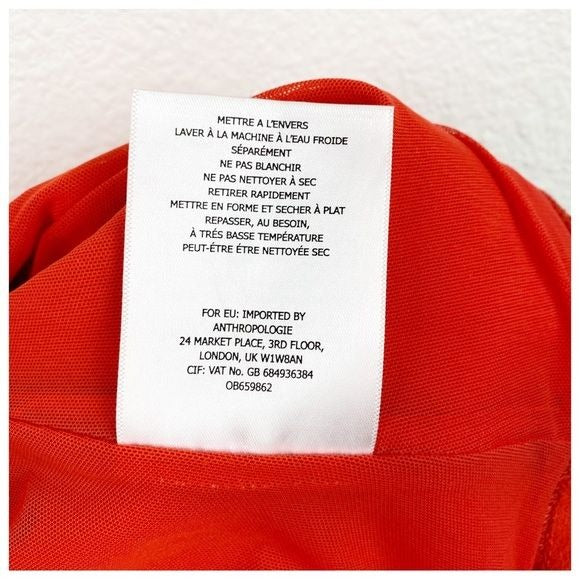 METTRE A L'ENVERS
LAVER À LA MACHINE À L'EAU FROIDE
SÉPARÉMENT
NE PAS BLANCHIR
NE PAS NETTOYER À SEC
RETIRER RAPIDEMENT
METTRE EN FORME ET SECHER À PLAT
REPASSER, AU BESOIN,
À TRÉS BASSE TEMPÉRATURE
PEUT-ÉTRE ÉTRE NETTOYÉE SEC
FOR EU: IMPORTED BY
ANTHROPOLOGIE
24 MARKET PLACE, 3RD FLOOR,
LONDON, UK W1W8AN
CIF: VAT No. GB 684936384
OB659862